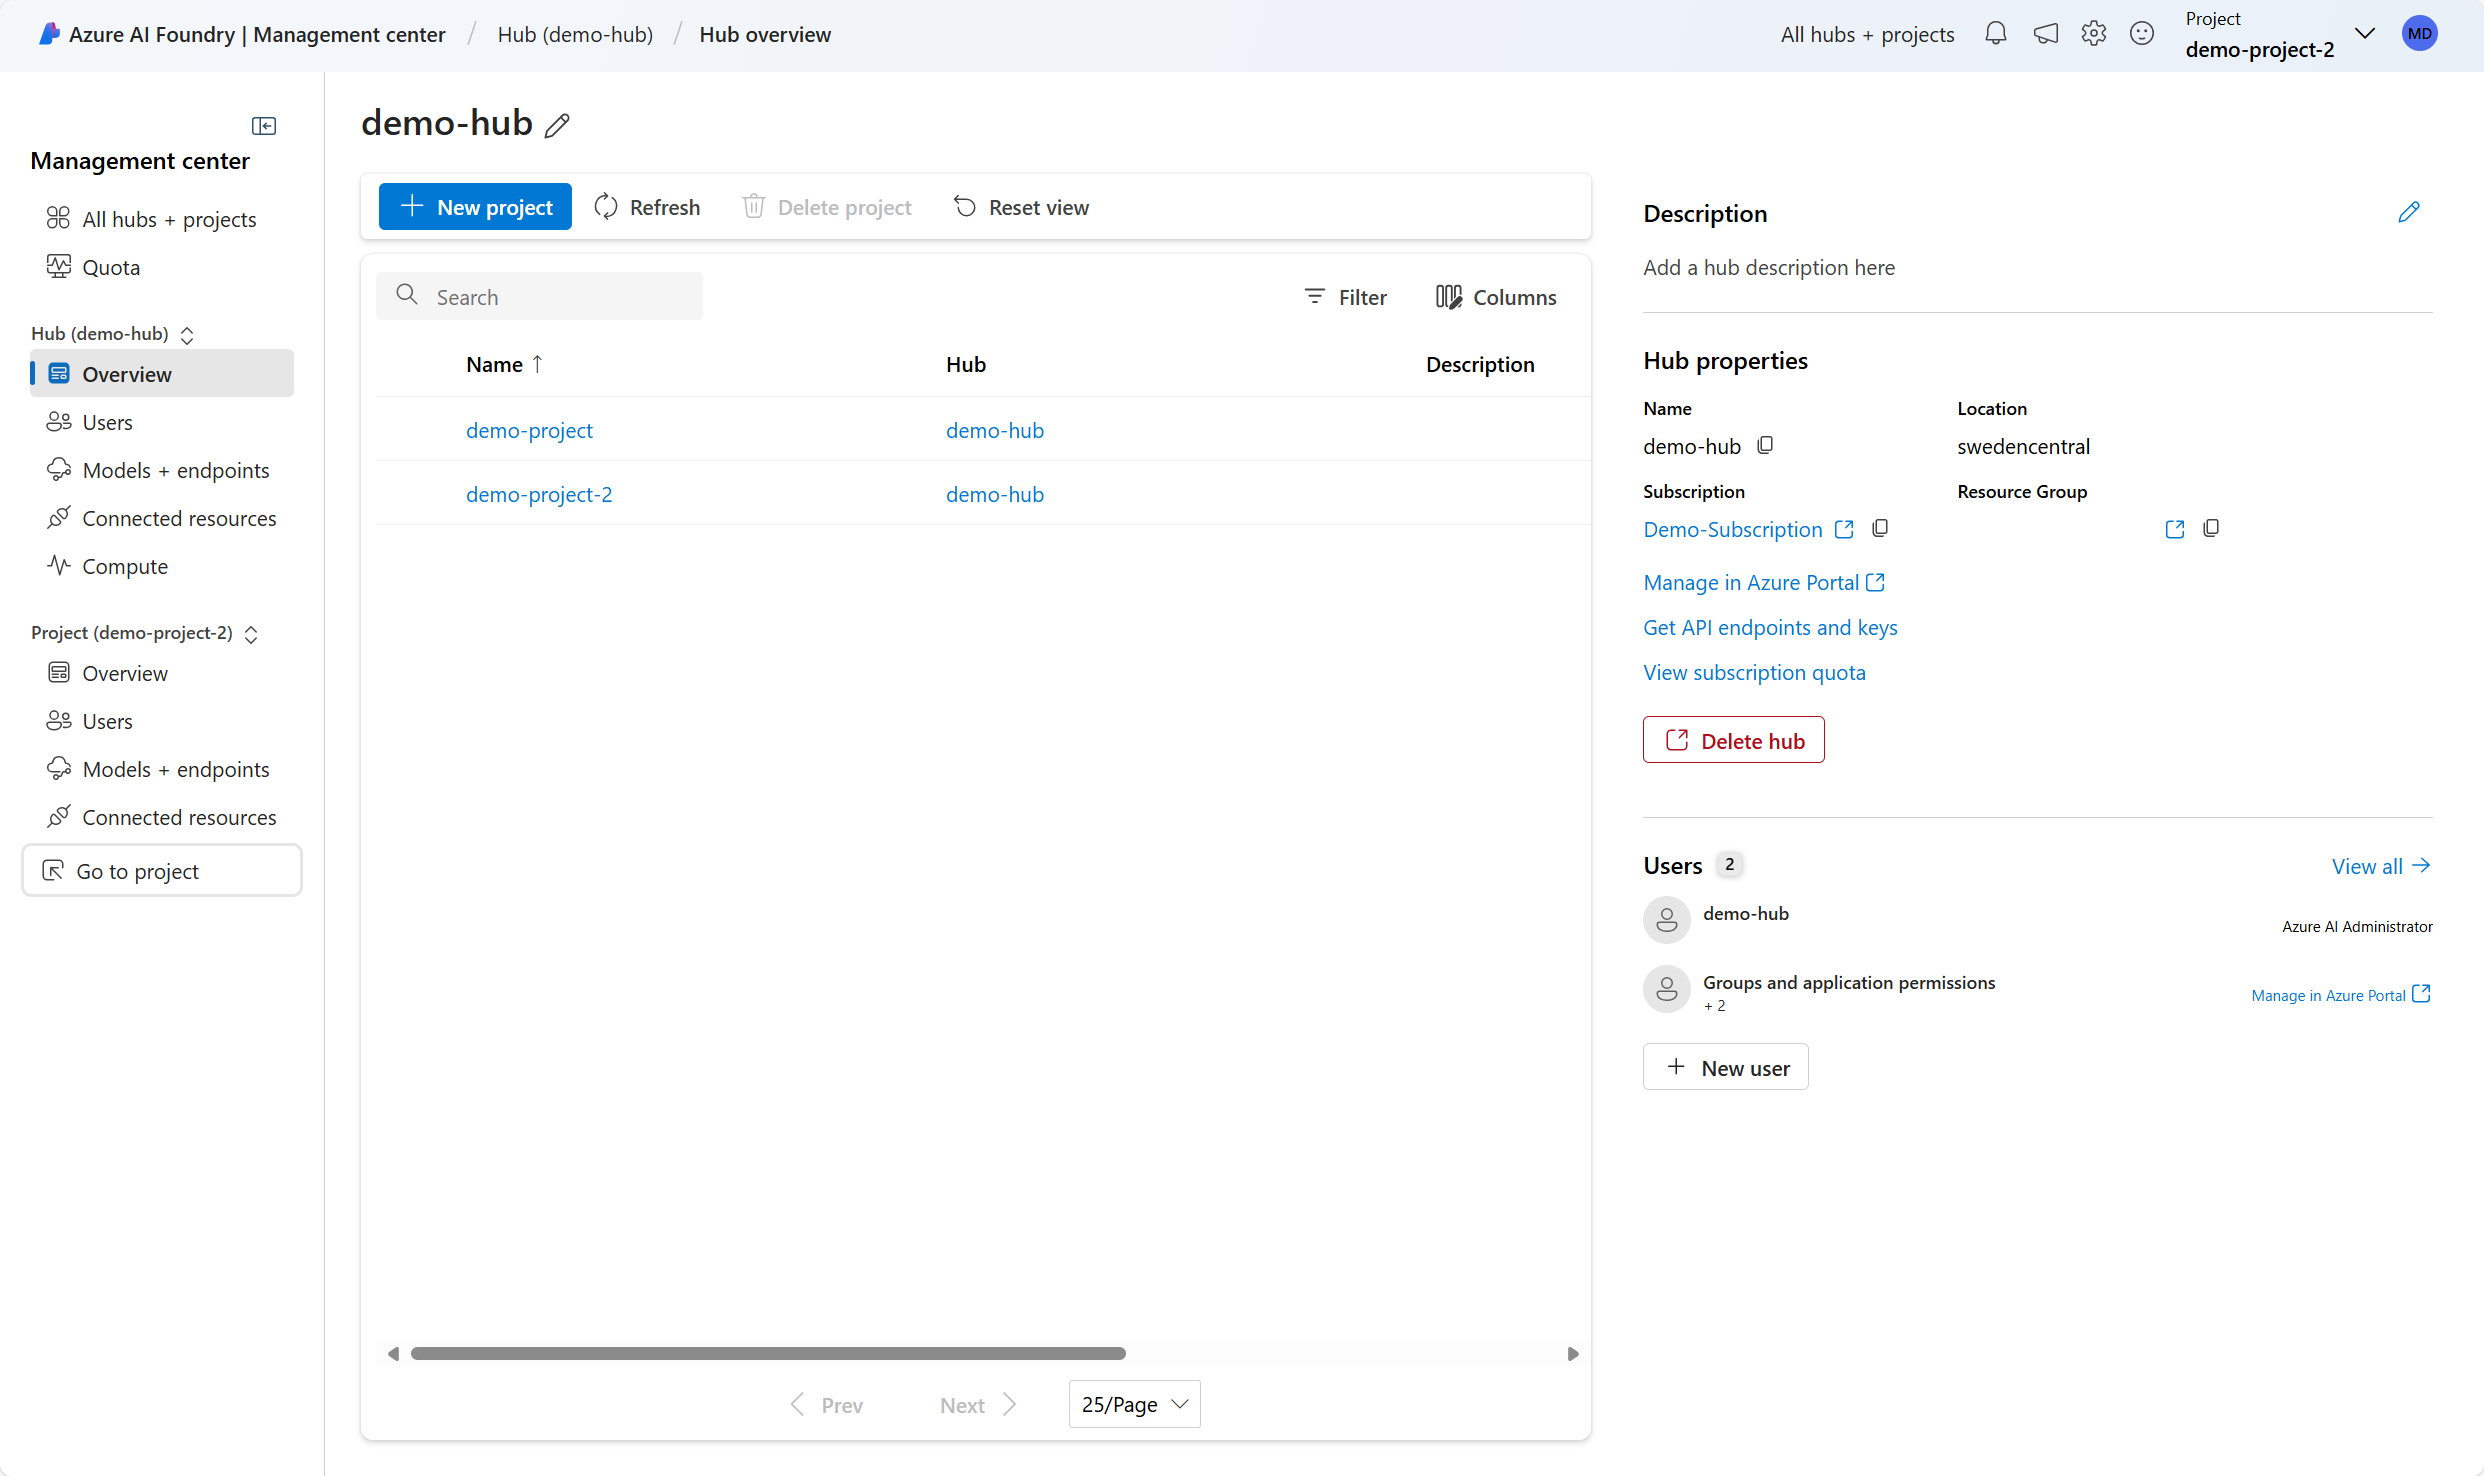 Azure AI Foundry | Management center / Hub (demo-hub) / Hub overview
All hubs + projects
Project
demo-project-2
MD
Management center
All hubs + projects
Quota
Hub (demo-hub)
Overview
Users
Models + endpoints
Connected resources
Compute
Project (demo-project-2)
Overview
Users
Models + endpoints
Connected resources
Go to project
demo-hub
New project
Refresh
Delete project
Reset view
Search
Filter
Columns
Name ↑
Hub
Description
demo-project
demo-hub
demo-project-2
demo-hub
Prev
Next
25/Page
Description
Add a hub description here
Hub properties
Name
Location
demo-hub
swedencentral
Subscription
Resource Group
Demo-Subscription
Manage in Azure Portal
Get API endpoints and keys
View subscription quota
Delete hub
Users 2
View all
demo-hub
Azure AI Administrator
Groups and application permissions
+ 2
Manage in Azure Portal
New user